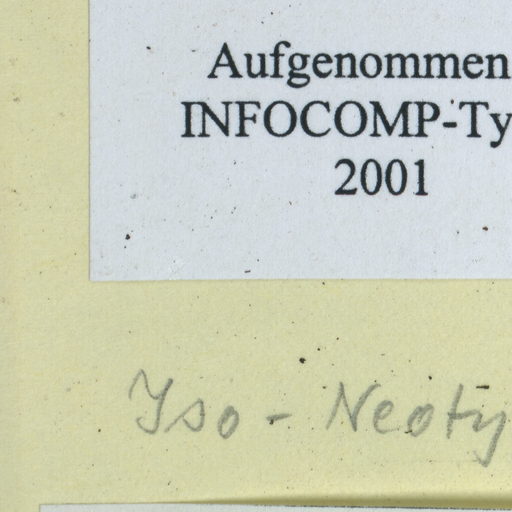 Aufgenommen
INFOCOMP-Ty
2001
Iso - Neoty